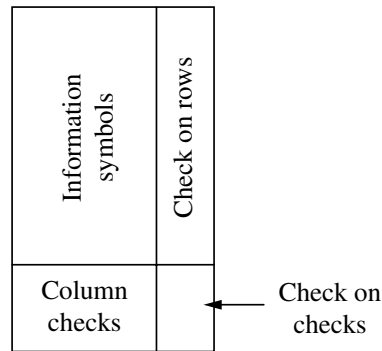 Information
symbols
Check on rows
Column
checks
Check on
checks